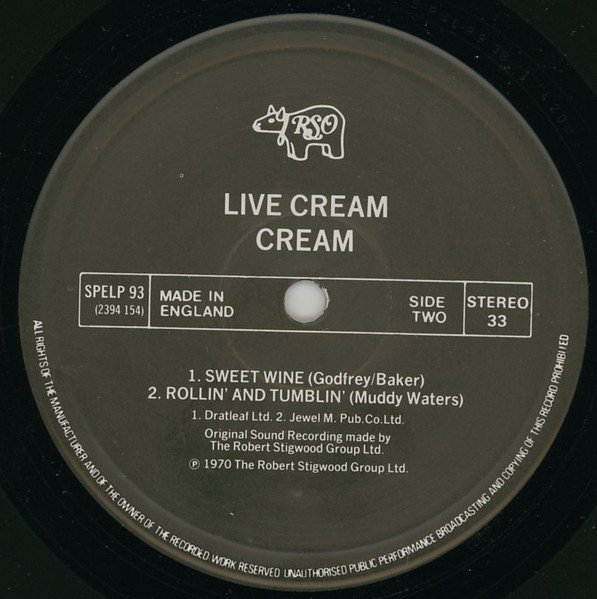 RSO
LIVE CREAM
CREAM
SPELP 93
(2394 154)
MADE IN
ENGLAND
SIDE
TWO
STEREO
33
1. SWEET WINE (Godfrey/Baker)
2. ROLLIN' AND TUMBLIN' (Muddy Waters)
1. Dratleaf Ltd. 2. Jewel M. Pub.Co.Ltd.
Original Sound Recording made by
The Robert Stigwood Group Ltd.
℗ 1970 The Robert Stigwood Group Ltd.
ALL RIGHTS OF THE MANUFACTURER AND OF THE OWNER OF THE RECORDED WORK RESERVED UNAUTHORISED PUBLIC PERFORMANCE BROADCASTING AND COPYING OF THIS RECORD PROHIBITED